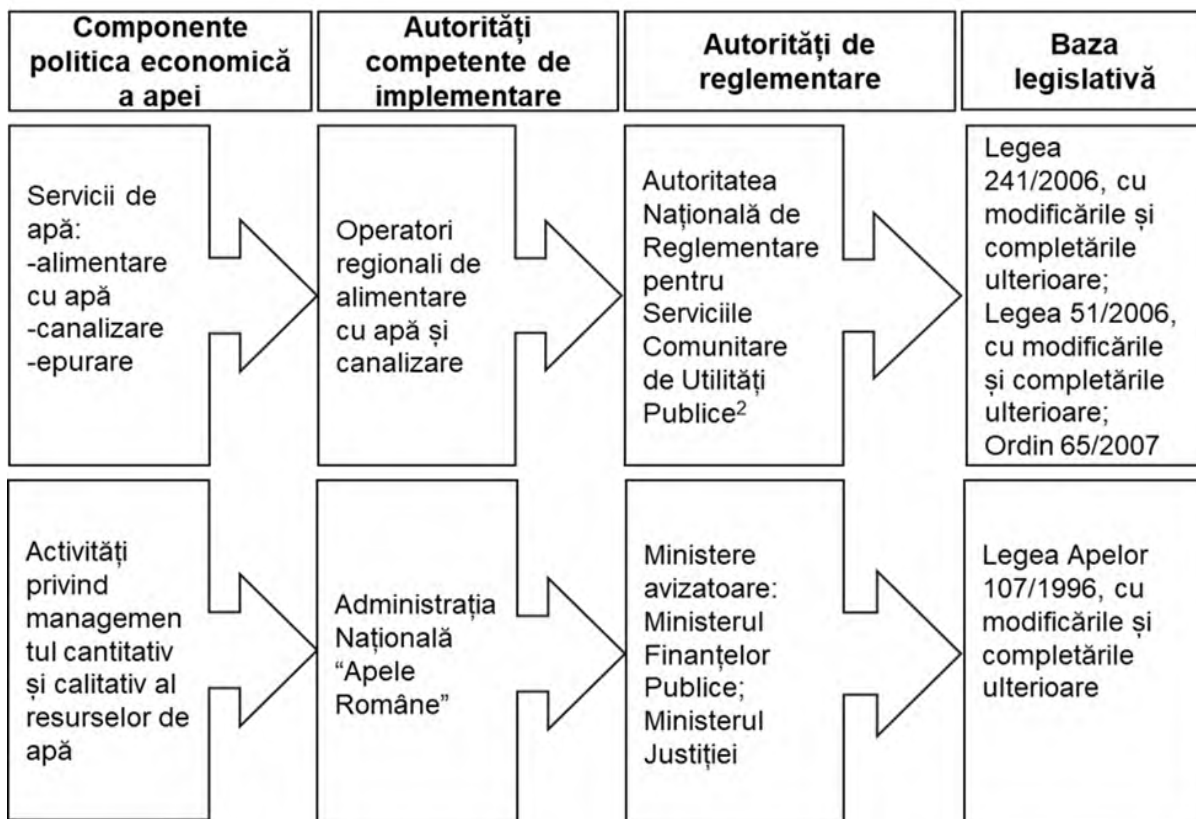 Componente
politica economică
a apei
Autorități
competente de
implementare
Autorități de
reglementare
Baza
legislativă
Servicii de
apă:
-alimentare
cu apă
-canalizare
-epurare
Operatori
regionali de
alimentare
cu apă și
canalizare
Autoritatea
Națională de
Reglementare
pentru
Serviciile
Comunitare
de Utilități
Publice²
Legea
241/2006, cu
modificările și
completările
ulterioare;
Legea 51/2006,
cu modificările
și completările
ulterioare;
Ordin 65/2007
Activități
privind
managemen
tul cantitativ
și calitativ al
resurselor de
apă
Administrația
Națională
“Apele
Române”
Ministere
avizatoare:
Ministerul
Finanțelor
Publice;
Ministerul
Justiției
Legea Apelor
107/1996, cu
modificările și
completările
ulterioare